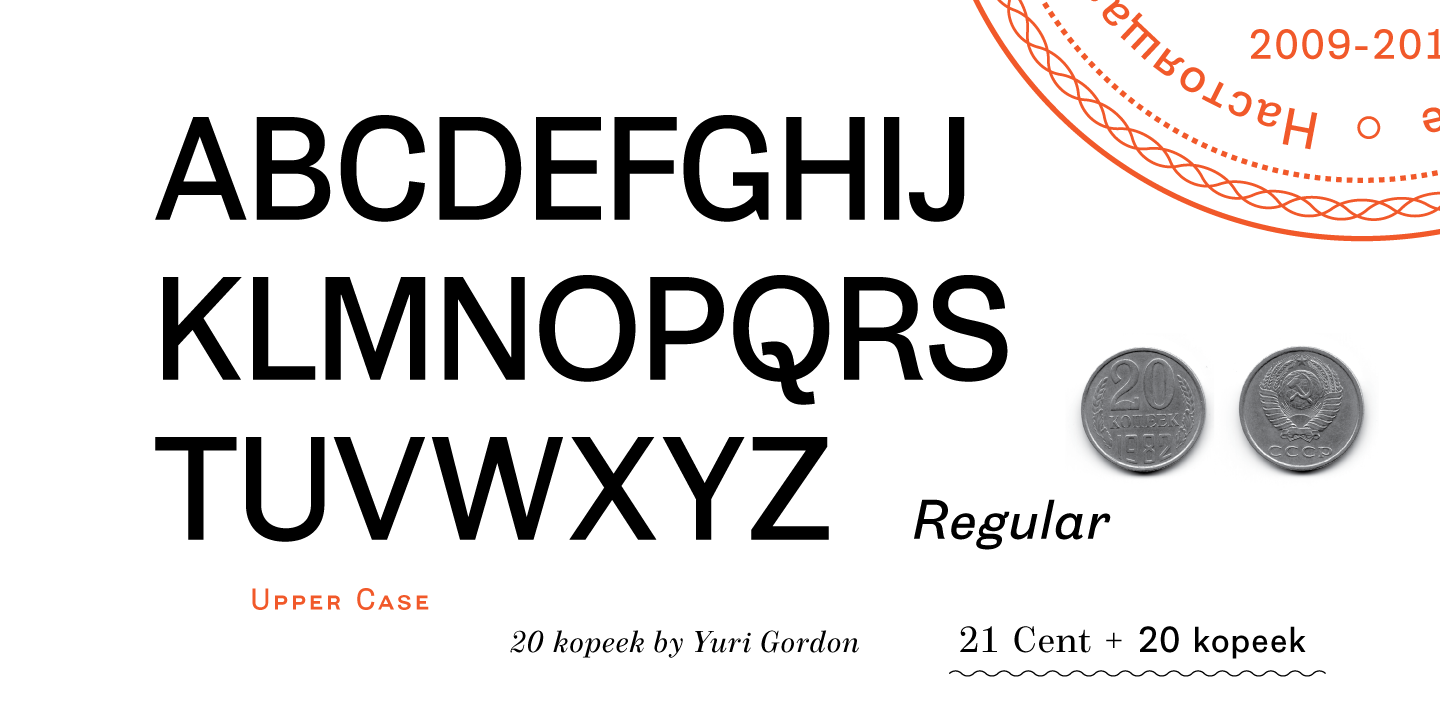 2009-201
Настояща
е
ABCDEFGHIJ
KLMNOPQRS
TUVWXYZ
20
КОПЕЕК
1982
СССР
Regular
Upper Case
20 kopeek by Yuri Gordon
21 Cent + 20 kopeek